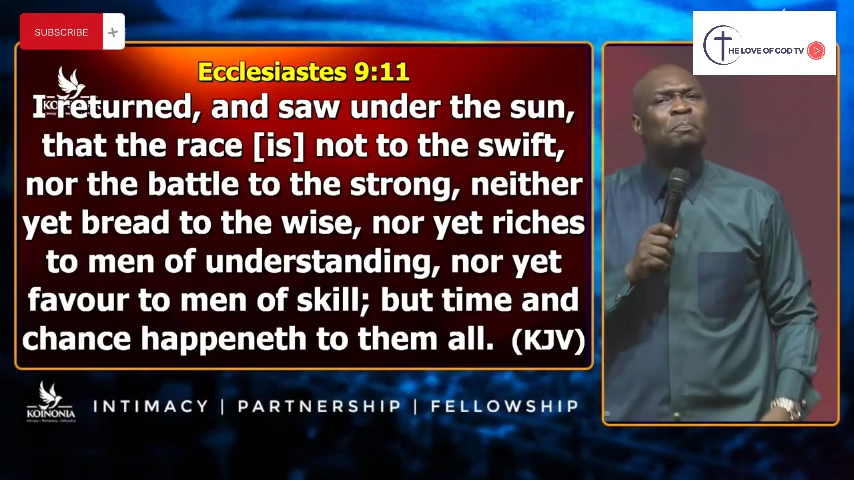 SUBSCRIBE
THE LOVE OF GOD TV
Ecclesiastes 9:11
I returned, and saw under the sun,
that the race [is] not to the swift,
nor the battle to the strong, neither
yet bread to the wise, nor yet riches
to men of understanding, nor yet
favour to men of skill; but time and
chance happeneth to them all. (KJV)
KOINONIA
INTIMACY | PARTNERSHIP | FELLOWSHIP